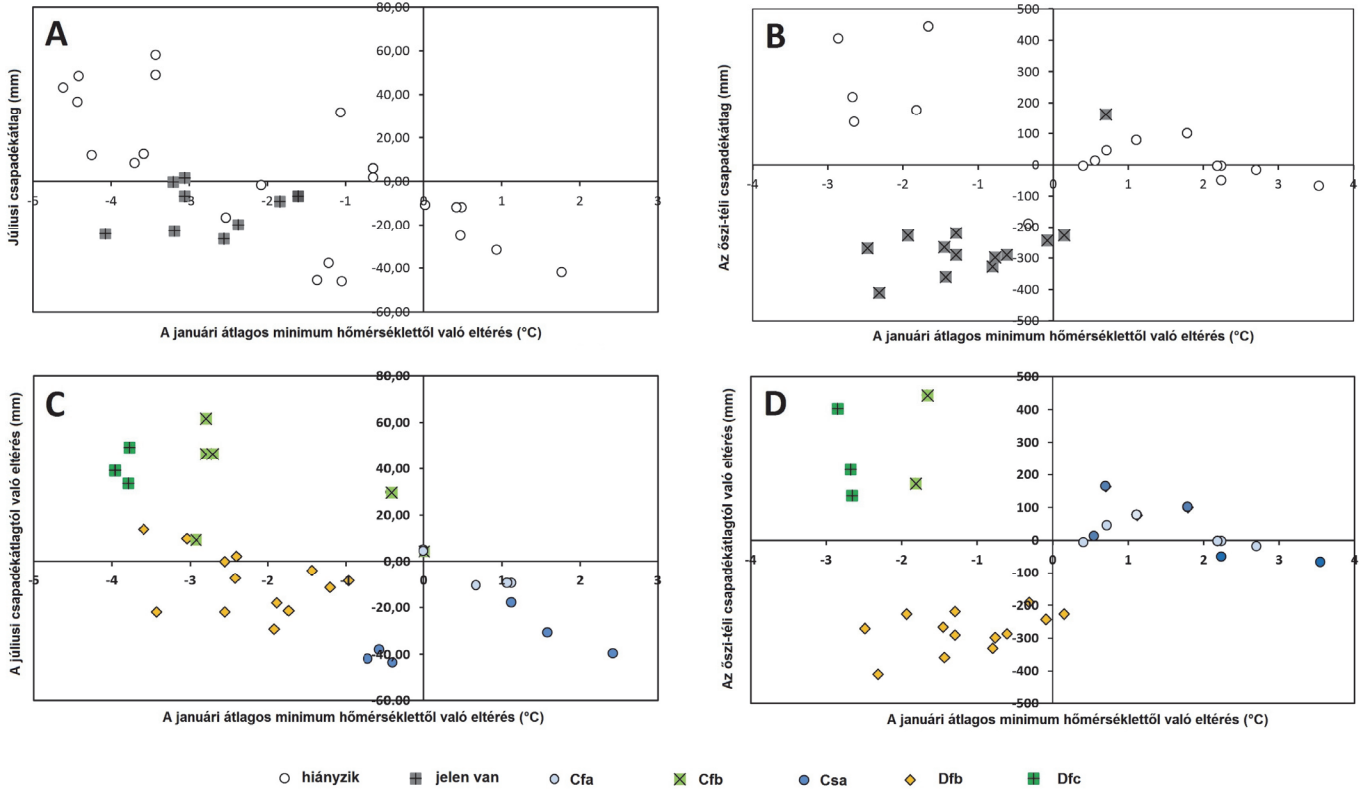 A
80,00
60,00
40,00
20,00
0,00
-20,00
-40,00
-60,00
-5 -4 -3 -2 -1 0 1 2 3
Júliusi csapadékátlag (mm)
A januári átlagos minimum hőmérséklettől való eltérés (°C)
B
500
400
300
200
100
0
-100
-200
-300
-400
-500
-4 -3 -2 -1 0 1 2 3 4
Az őszi-téli csapadékátlag (mm)
A januári átlagos minimum hőmérséklettől való eltérés (°C)
C
80,00
60,00
40,00
20,00
0,00
-20,00
-40,00
-60,00
-5 -4 -3 -2 -1 0 1 2 3
A júliusi csapadékátlagtól való eltérés (mm)
A januári átlagos minimum hőmérséklettől való eltérés (°C)
D
500
400
300
200
100
0
-100
-200
-300
-400
-500
-4 -3 -2 -1 0 1 2 3 4
Az őszi-téli csapadékátlagtól való eltérés (mm)
A januári átlagos minimum hőmérséklettől való eltérés (°C)
hiányzik jelen van Cfa Cfb Csa Dfb Dfc